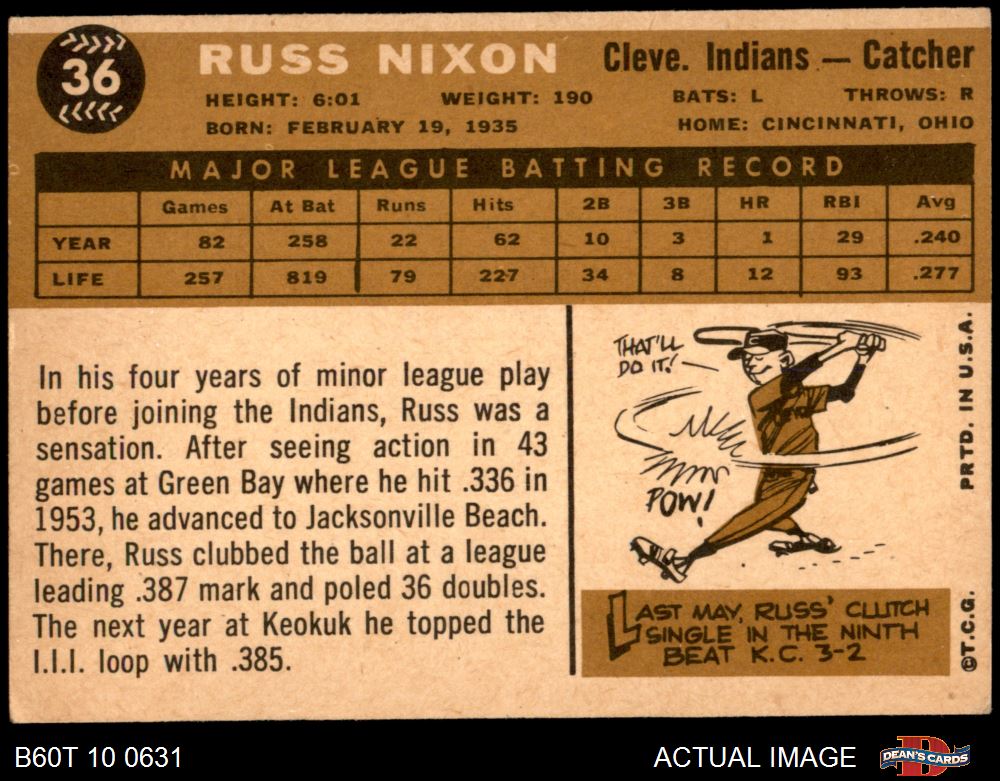 36
RUSS NIXON
Cleve. Indians — Catcher
HEIGHT: 6:01 WEIGHT: 190 BATS: L THROWS: R
BORN: FEBRUARY 19, 1935 HOME: CINCINNATI, OHIO
MAJOR LEAGUE BATTING RECORD
Games At Bat Runs Hits 2B 3B HR RBI Avg
YEAR 82 258 22 62 10 3 1 29 .240
LIFE 257 819 79 227 34 8 12 93 .277
In his four years of minor league play
before joining the Indians, Russ was a
sensation. After seeing action in 43
games at Green Bay where he hit .336 in
1953, he advanced to Jacksonville Beach.
There, Russ clubbed the ball at a league
leading .387 mark and poled 36 doubles.
The next year at Keokuk he topped the
I.I.I. loop with .385.
THAT'LL
DO IT!
POW!
LAST MAY, RUSS' CLUTCH
SINGLE IN THE NINTH
BEAT K.C. 3-2
©T.C.G. PRTD. IN U.S.A.
B60T 10 0631
ACTUAL IMAGE
DEAN'S CARDS